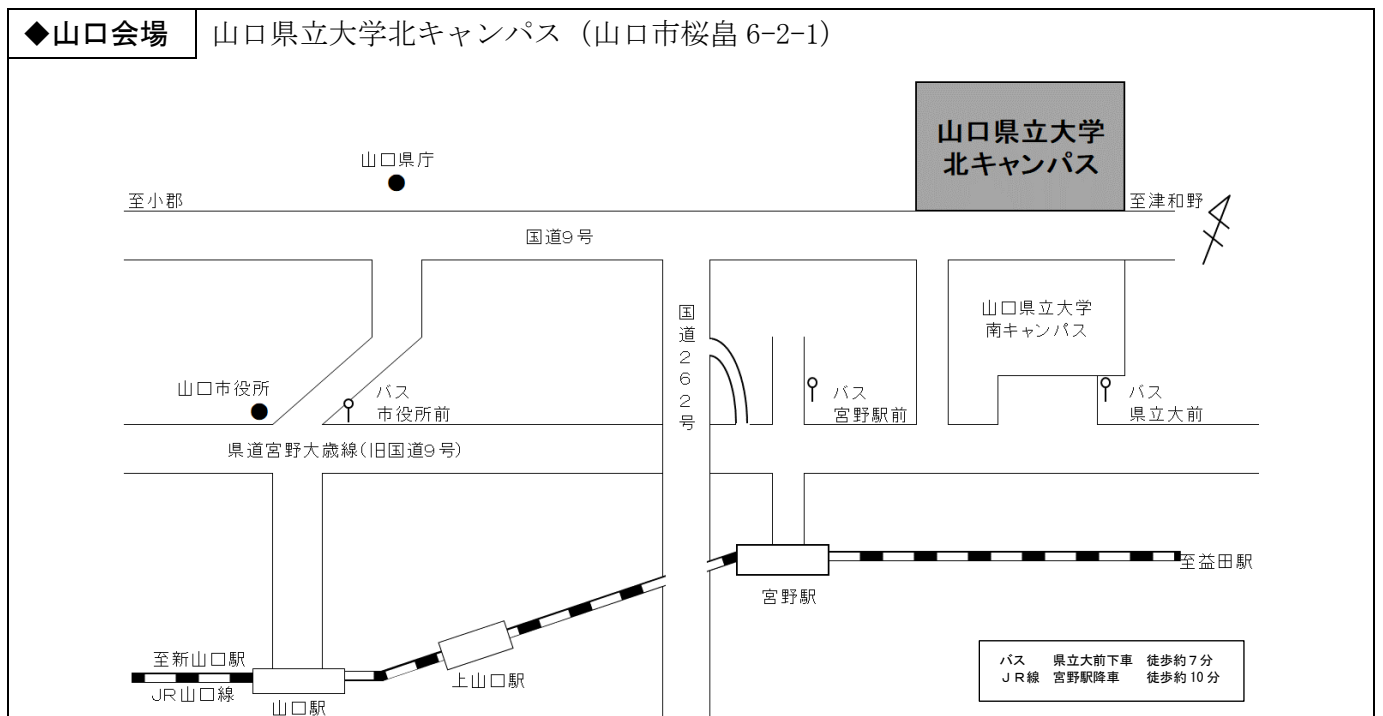 ◆山口会場 山口県立大学北キャンパス（山口市桜畠 6-2-1）
山口県立大学
北キャンパス
山口県庁
至小郡
至津和野
国道9号
山口県立大学
南キャンパス
国道262号
山口市役所
バス
市役所前
バス
宮野駅前
バス
県立大前
県道宮野大歳線(旧国道9号)
至益田駅
宮野駅
至新山口駅
JR山口線
山口駅
上山口駅
バス 県立大前下車 徒歩約７分
ＪＲ線 宮野駅降車 徒歩約 10 分